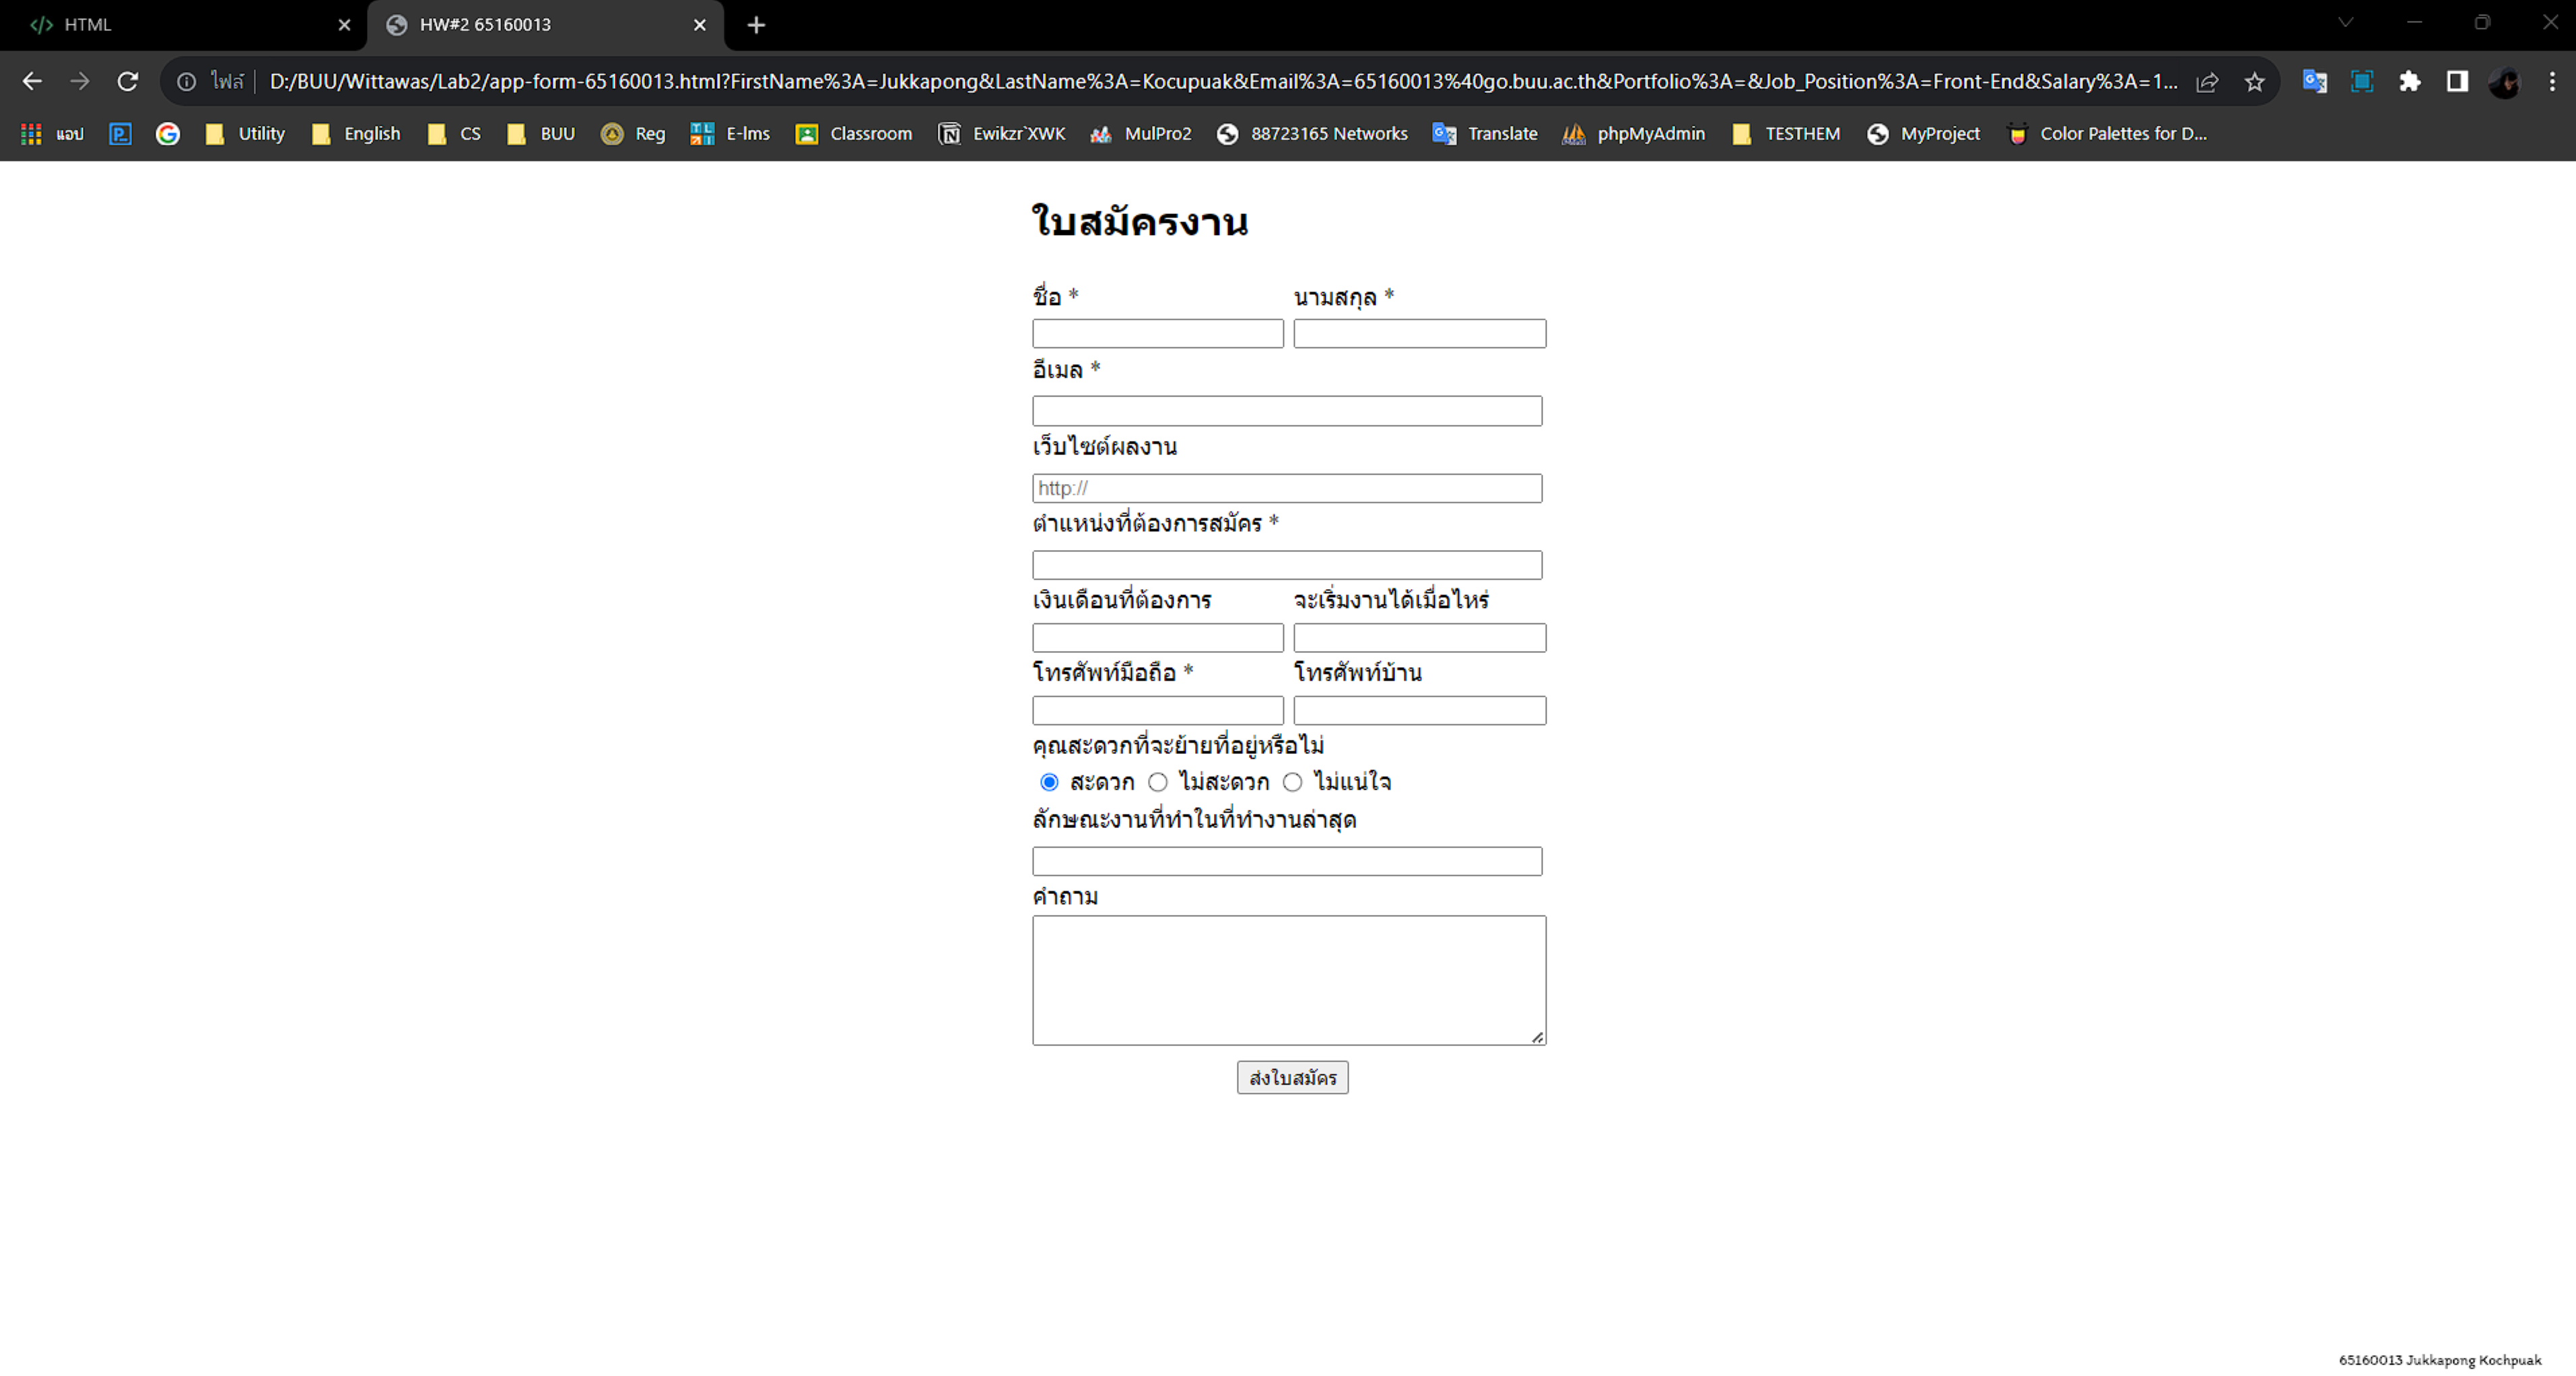 HTML
HW#2 65160013
ไฟล์ D:/BUU/Wittawas/Lab2/app-form-65160013.html?FirstName%3A=Jukkapong&LastName%3A=Kocupuak&Email%3A=65160013%40go.buu.ac.th&Portfolio%3A=&Job_Position%3A=Front-End&Salary%3A=1...
แอป Utility English CS BUU Reg E-lms Classroom Ewikzr`XWK MulPro2 88723165 Networks Translate phpMyAdmin TESTHEM MyProject Color Palettes for D...
ใบสมัครงาน
ชื่อ * นามสกุล *
อีเมล *
เว็บไซต์ผลงาน
http://
ตำแหน่งที่ต้องการสมัคร *
เงินเดือนที่ต้องการ จะเริ่มงานได้เมื่อไหร่
โทรศัพท์มือถือ * โทรศัพท์บ้าน
คุณสะดวกที่จะย้ายที่อยู่หรือไม่
สะดวก ไม่สะดวก ไม่แน่ใจ
ลักษณะงานที่ทำในที่ทำงานล่าสุด
คำถาม
ส่งใบสมัคร
65160013 Jukkapong Kochpuak